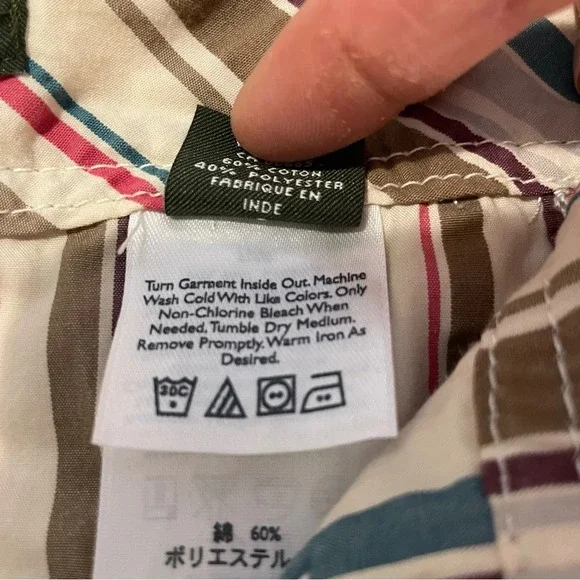 60% COTON
40% POLYESTER
FABRIQUE EN
INDE
Turn Garment Inside Out. Machine
Wash Cold With Like Colors. Only
Non-Chlorine Bleach When
Needed. Tumble Dry Medium.
Remove Promptly. Warm Iron As
Desired.
30C
綿 60%
ポリエステル